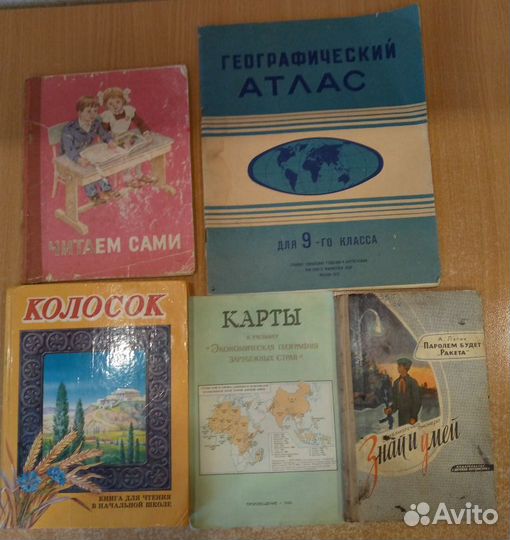 ЧИТАЕМ САМИ
ГЕОГРАФИЧЕСКИЙ
АТЛАС
ДЛЯ 9-ГО КЛАССА
КОЛОСОК
КНИГА ДЛЯ ЧТЕНИЯ
В НАЧАЛЬНОЙ ШКОЛЕ
КАРТЫ
К УЧЕБНИКУ
"ЭКОНОМИЧЕСКАЯ ГЕОГРАФИЯ
ЗАРУБЕЖНЫХ СТРАН"
ПРОСВЕЩЕНИЕ
ПАРОЛЕМ БУДЕТ
"РАКЕТА"
Знай и умей
Avito